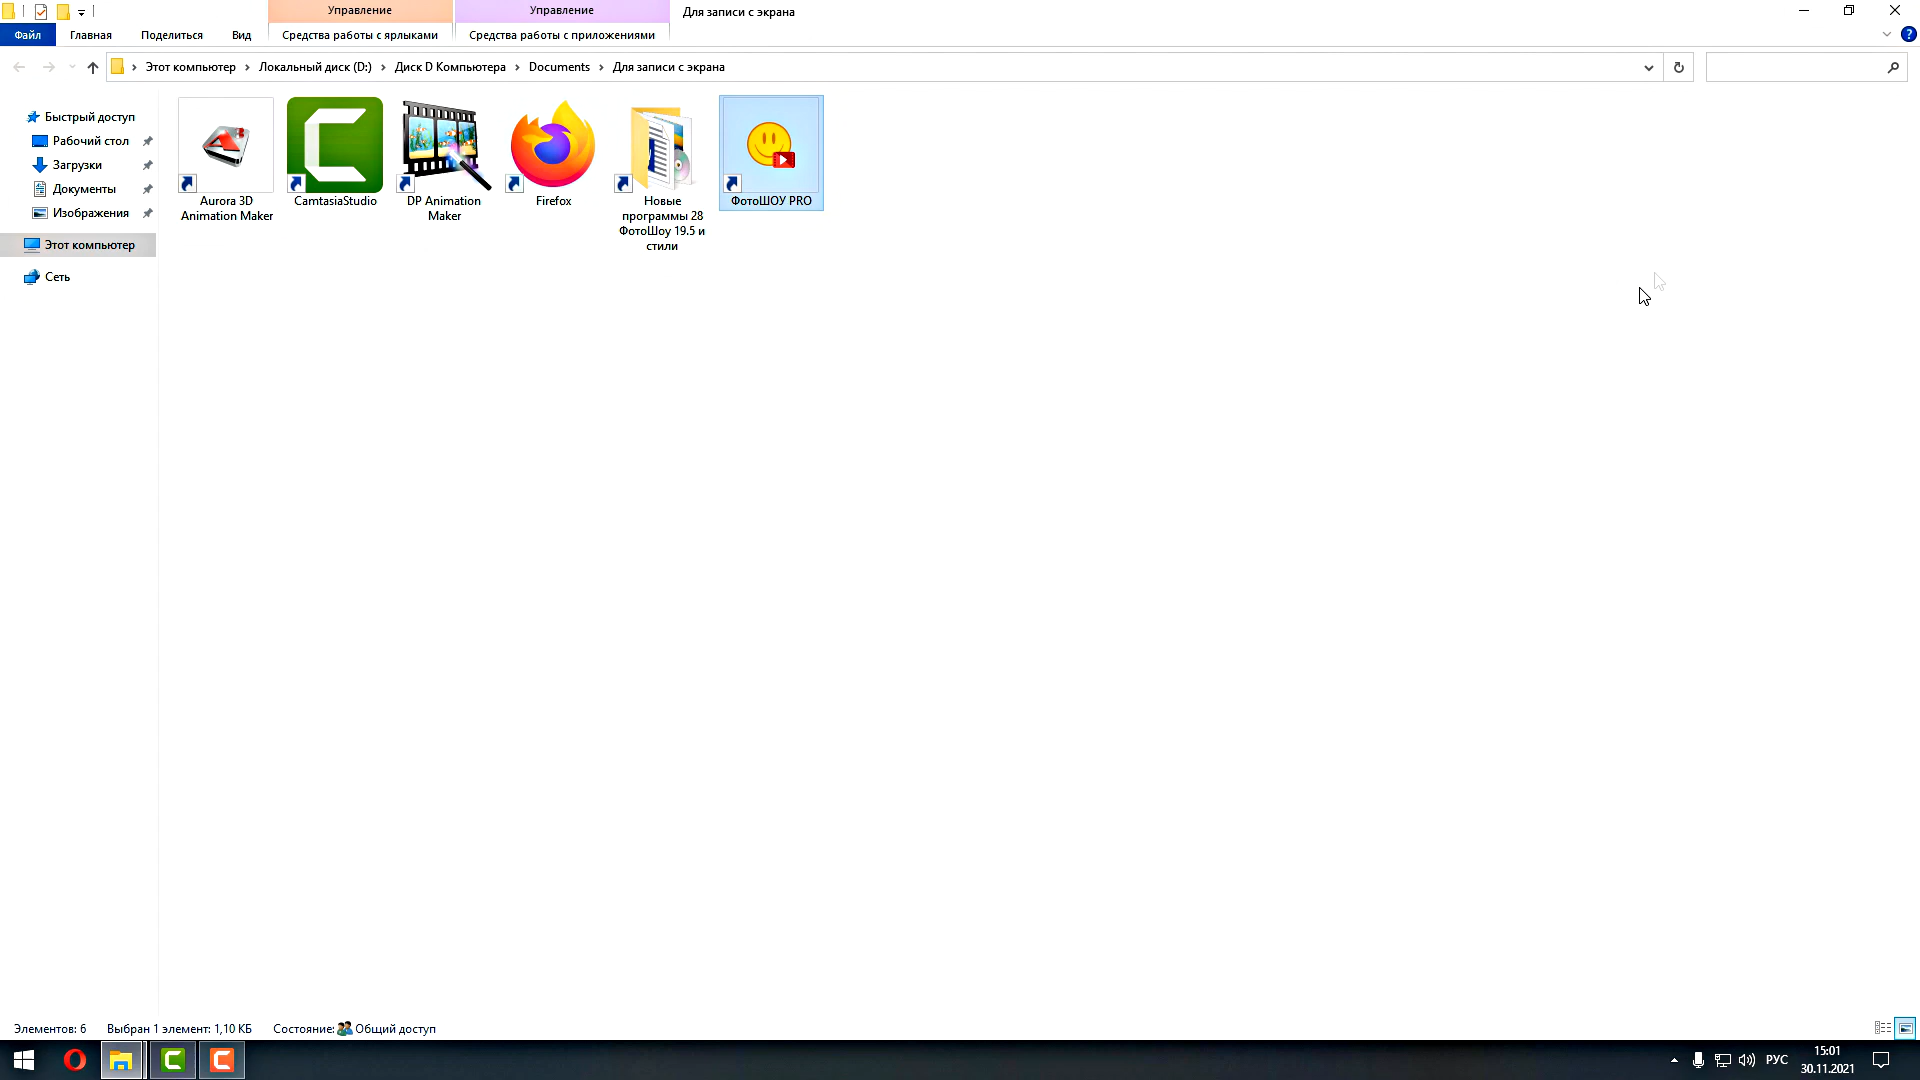 Управление
Управление
Для записи с экрана
Файл
Главная
Поделиться
Вид
Средства работы с ярлыками
Средства работы с приложениями
Этот компьютер
Локальный диск (D:)
Диск D Компьютера
Documents
Для записи с экрана
Быстрый доступ
Рабочий стол
Загрузки
Документы
Изображения
Этот компьютер
Сеть
Aurora 3D
Animation Maker
CamtasiaStudio
DP Animation
Maker
Firefox
Новые
программы 28
ФотоШоу 19.5 и
стили
ФотоШОУ PRO
Элементов: 6
Выбран 1 элемент: 1,10 КБ
Состояние:
Общий доступ
РУС
15:01
30.11.2021